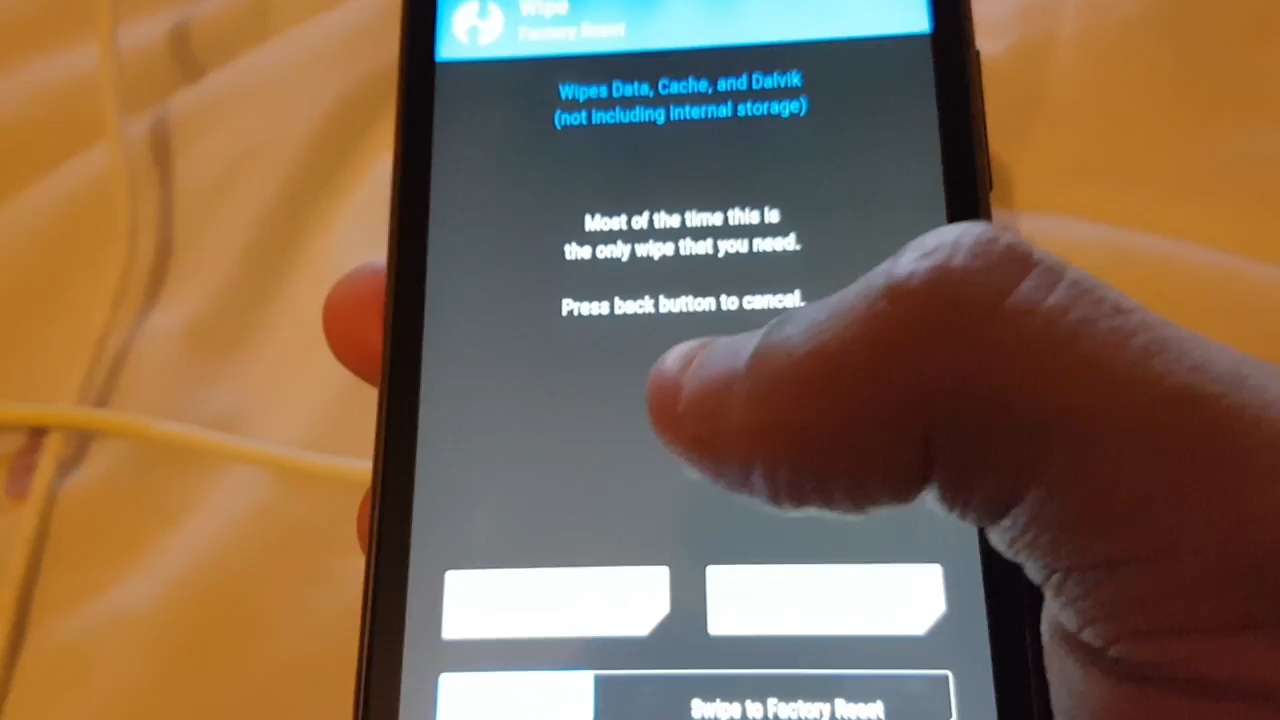 Wipe
Factory Reset
Wipes Data, Cache, and Dalvik
(not including internal storage)
Most of the time this is
the only wipe that you need.
Press back button to cancel.
Swipe to Factory Reset